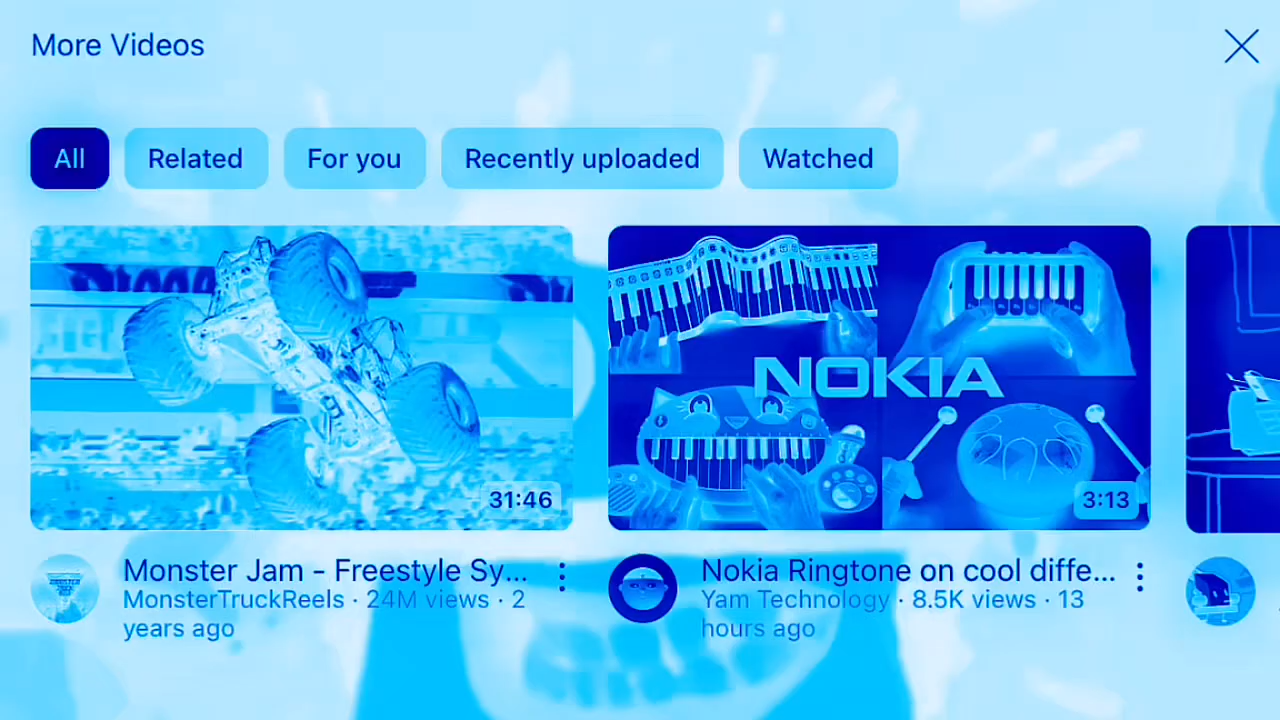 More Videos
All
Related
For you
Recently uploaded
Watched
31:46
NOKIA
3:13
Monster Jam - Freestyle Sy...
MonsterTruckReels · 24M views · 2
years ago
Nokia Ringtone on cool diffe...
Yam Technology · 8.5K views · 13
hours ago